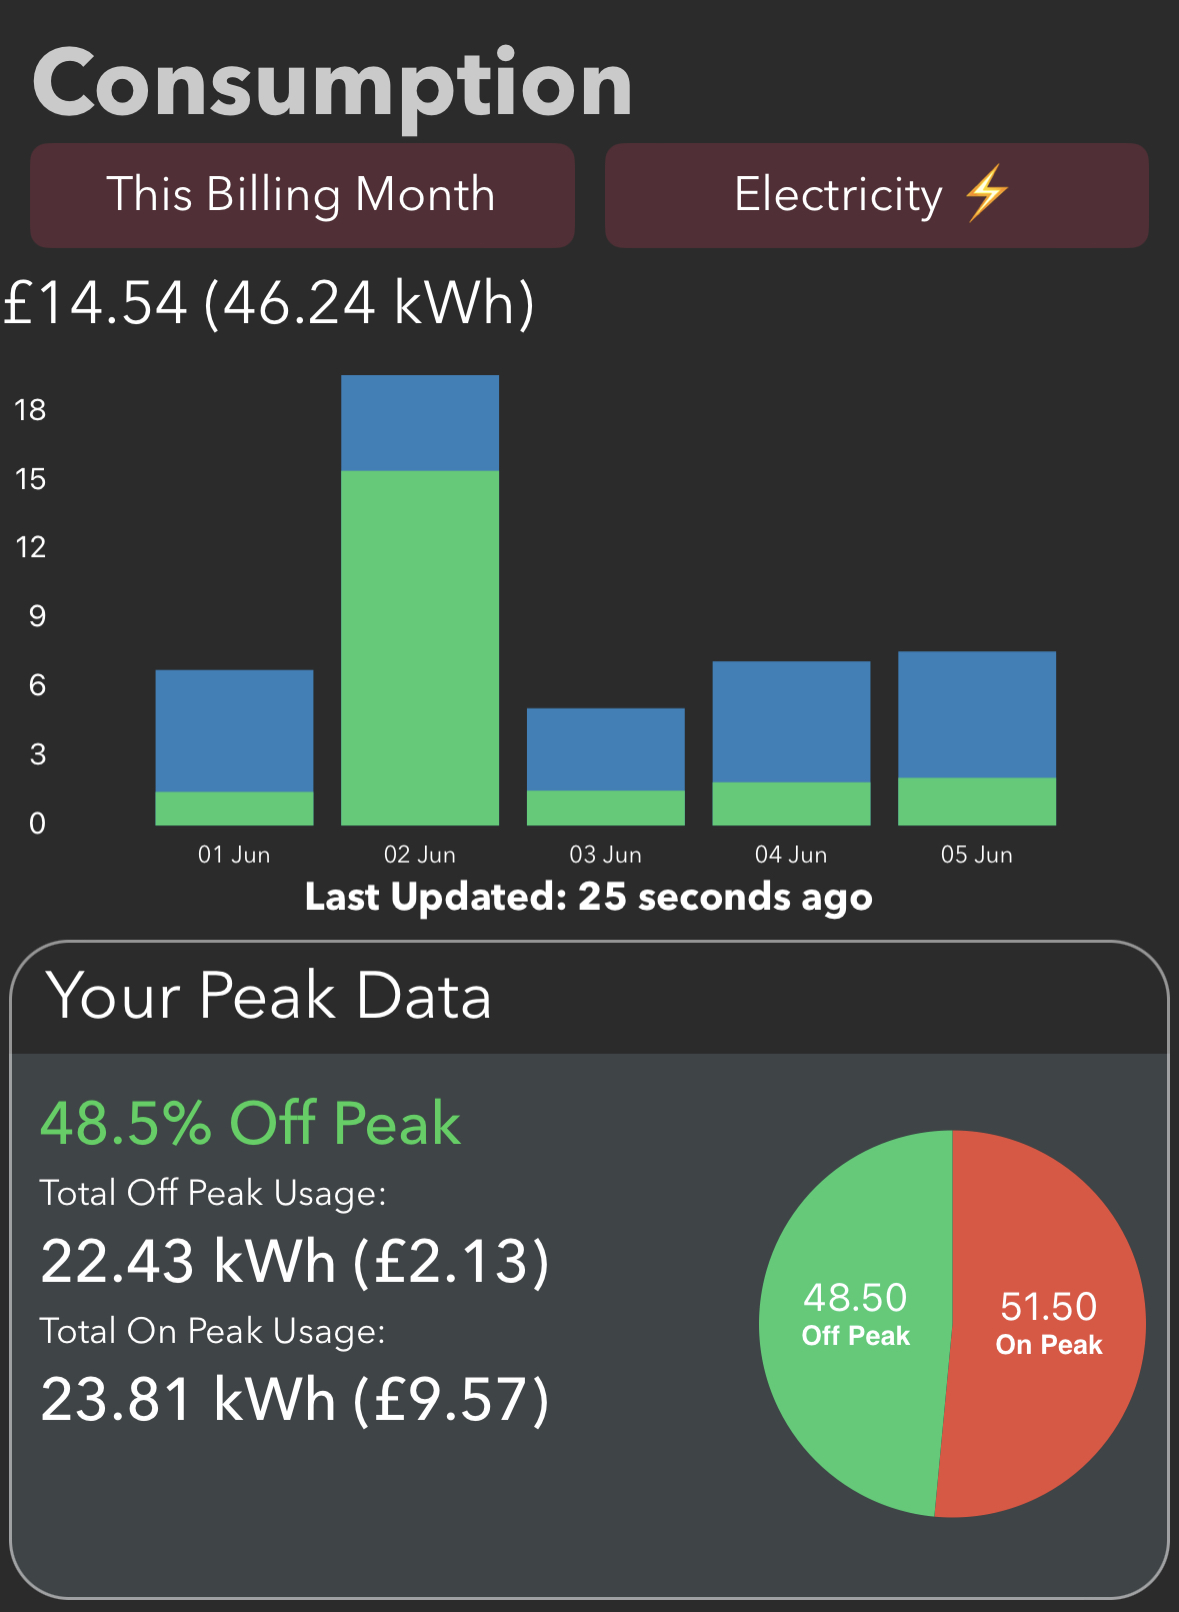 Consumption
This Billing Month
Electricity ⚡
£14.54 (46.24 kWh)
18
15
12
9
6
3
0
01 Jun 02 Jun 03 Jun 04 Jun 05 Jun
Last Updated: 25 seconds ago
Your Peak Data
48.5% Off Peak
Total Off Peak Usage:
22.43 kWh (£2.13)
Total On Peak Usage:
23.81 kWh (£9.57)
48.50
Off Peak
51.50
On Peak